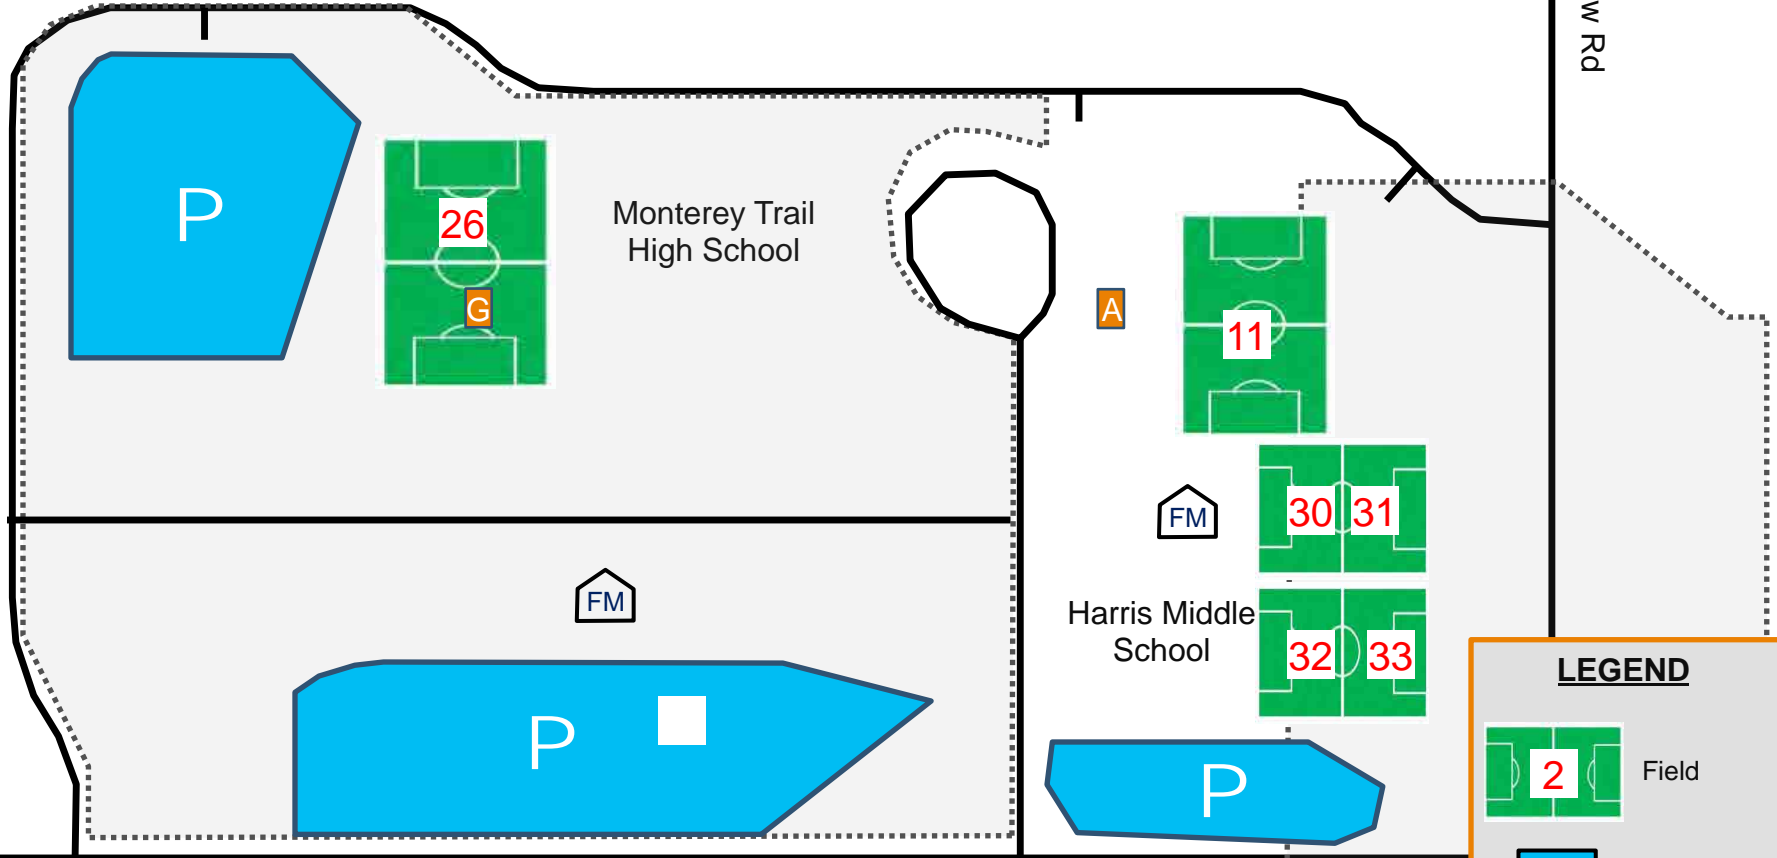 w Rd
P
26
Monterey Trail
High School
G
A
11
30
31
FM
FM
Harris Middle
School
32
33
LEGEND
P
P
2
Field